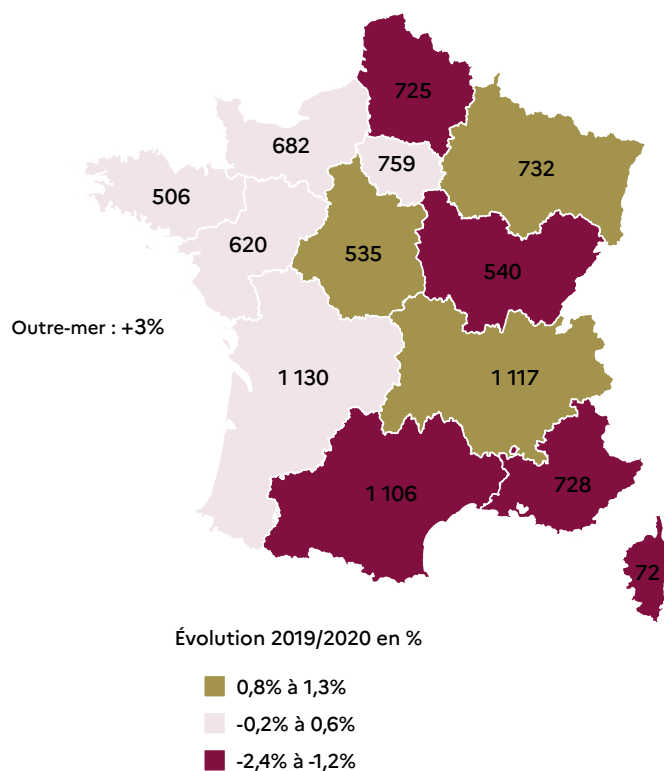 725
682
759
732
506
620
535
540
Outre-mer : +3%
1 130
1 117
1 106
728
72
Évolution 2019/2020 en %
0,8% à 1,3%
-0,2% à 0,6%
-2,4% à -1,2%